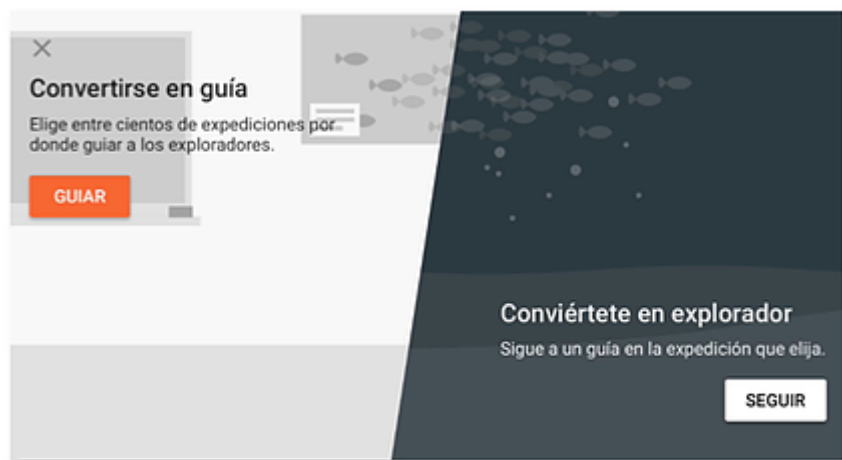 Convertirse en guía
Elige entre cientos de expediciones por
donde guiar a los exploradores.
GUIAR
Conviértete en explorador
Sigue a un guía en la expedición que elija.
SEGUIR